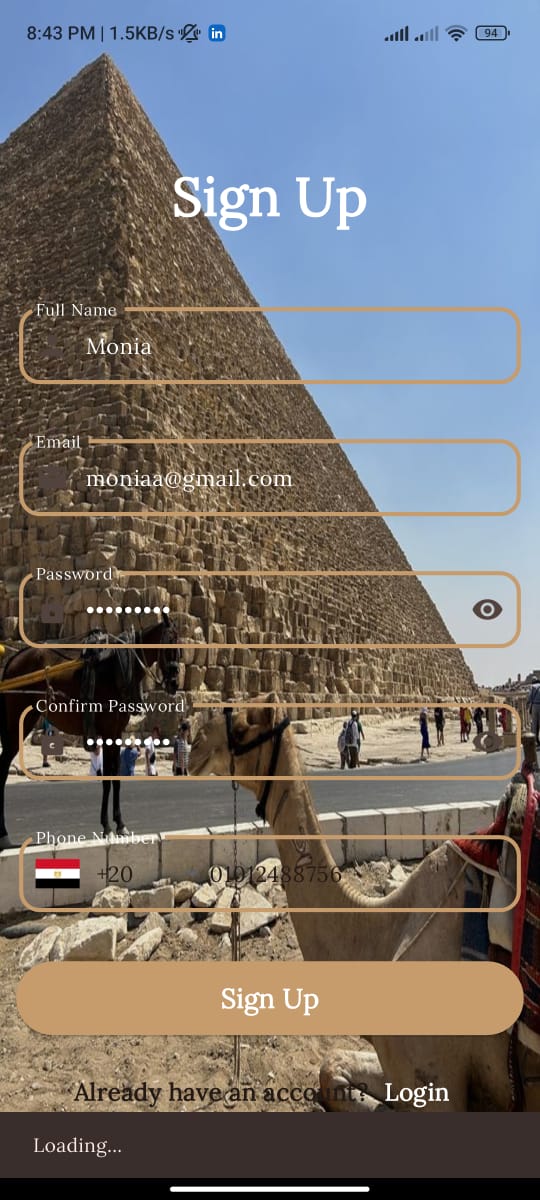 8:43 PM | 1.5KB/s in 94
Sign Up
Full Name
Monia
Email
moniaa@gmail.com
Password
•••••••••
Confirm Password
•••••••••
Phone Number
+20 01012488756
Sign Up
Already have an account? Login
Loading...